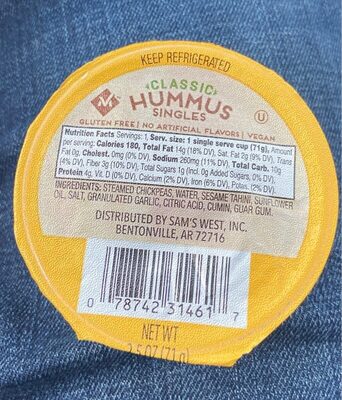 KEEP REFRIGERATED
CLASSIC
HUMMUS
SINGLES
GLUTEN FREE | NO ARTIFICIAL FLAVORS | VEGAN
Nutrition Facts Servings: 1, Serv. size: 1 single serve cup (71g), Amount
per serving: Calories 180, Total Fat 14g (18% DV), Sat. Fat 2g (9% DV), Trans
Fat 0g, Cholest. 0mg (0% DV), Sodium 260mg (11% DV), Total Carb. 10g
(4% DV), Fiber 3g (10% DV), Total Sugars 1g (Incl. 0g Added Sugars, 0% DV),
Protein 4g, Vit. D (0% DV), Calcium (2% DV), Iron (6% DV), Potas. (2% DV).
INGREDIENTS: STEAMED CHICKPEAS, WATER, SESAME TAHINI, SUNFLOWER
OIL, SALT, GRANULATED GARLIC, CITRIC ACID, CUMIN, GUAR GUM.
DISTRIBUTED BY SAM'S WEST, INC.
BENTONVILLE, AR 72716
0 78742 31461 7
NET WT
2.5 OZ (71g)